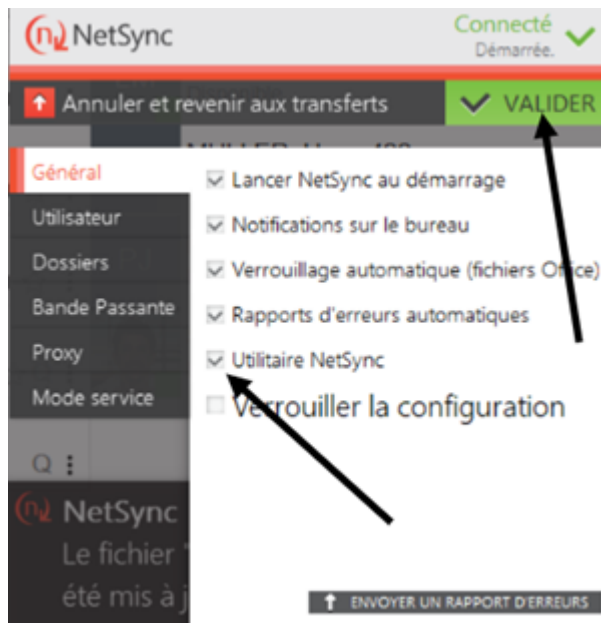 NetSync
Connecté
Démarrée.
Annuler et revenir aux transferts
VALIDER
Général
Utilisateur
Dossiers
Bande Passante
Proxy
Mode service
Lancer NetSync au démarrage
Notifications sur le bureau
Verrouillage automatique (fichiers Office)
Rapports d'erreurs automatiques
Utilitaire NetSync
Verrouiller la configuration
Q
NetSync
Le fichier "
été mis à j
ENVOYER UN RAPPORT D'ERREURS